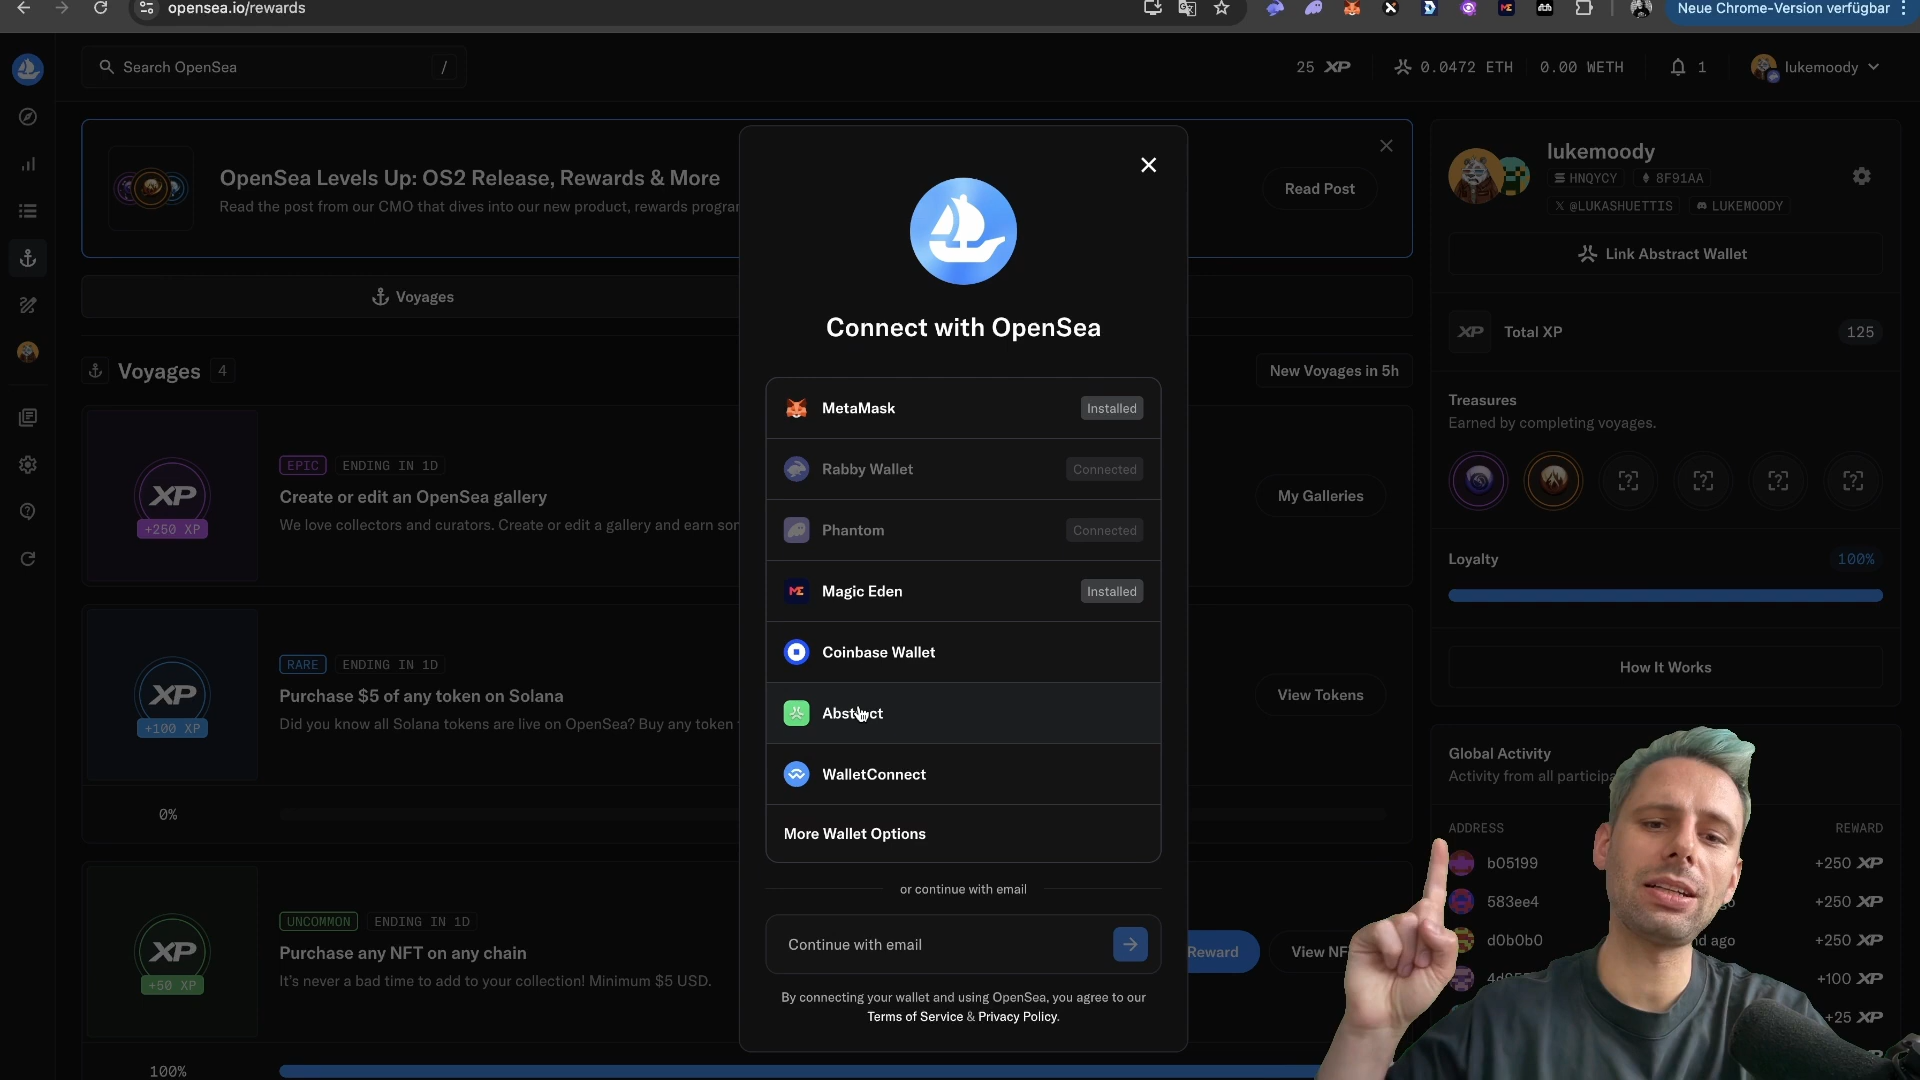 opensea.io/rewards
Neue Chrome-Version verfügbar
Search OpenSea
/
25 XP
0.0472 ETH
0.00 WETH
1
lukemoody
OpenSea Levels Up: OS2 Release, Rewards & More
Read the post from our CMO that dives into our new product, rewards
Read Post
Voyages
Voyages 4
New Voyages in 5h
XP
+250 XP
EPIC ENDING IN 1D
Create or edit an OpenSea gallery
We love collectors and curators. Create or edit a gallery and earn
My Galleries
XP
+100 XP
RARE ENDING IN 1D
Purchase $5 of any token on Solana
Did you know all Solana tokens are live on OpenSea? Buy any token
View Tokens
0%
XP
+50 XP
UNCOMMON ENDING IN 1D
Purchase any NFT on any chain
It's never a bad time to add to your collection! Minimum $5 USD.
Reward
View
100%
Connect with OpenSea
MetaMask Installed
Rabby Wallet Connected
Phantom Connected
ME Magic Eden Installed
Coinbase Wallet
Abstract
WalletConnect
More Wallet Options
or continue with email
Continue with email
By connecting your wallet and using OpenSea, you agree to our
Terms of Service & Privacy Policy.
lukemoody
HNQYCY 8F91AA
@LUKASHUETTIS LUKEMOODY
Link Abstract Wallet
XP Total XP 125
Treasures
Earned by completing voyages.
Loyalty 100%
How It Works
Global Activity
Activity from all
ADDRESS REWARD
b05199 +250 XP
583ee4 +250 XP
d0b0b0 ago +250 XP
+100 XP
+25 XP